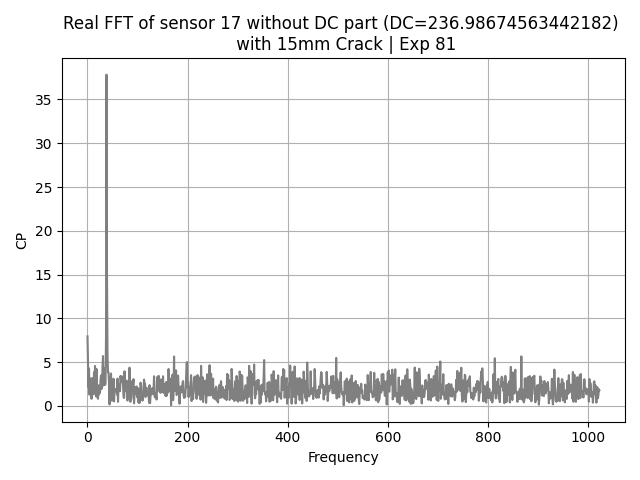 Real FFT of sensor 17 without DC part (DC=236.98674563442182)
with 15mm Crack | Exp 81
CP
35
30
25
20
15
10
5
0
0 200 400 600 800 1000
Frequency